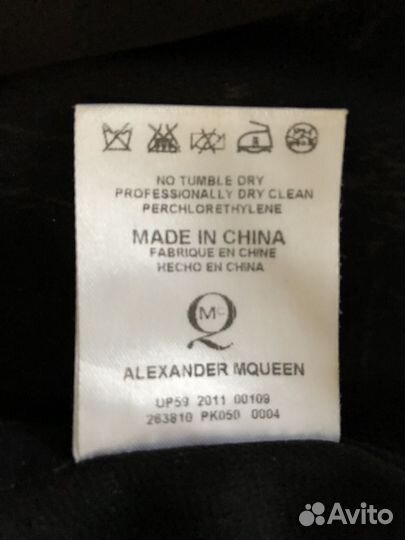 NO TUMBLE DRY
PROFESSIONALLY DRY CLEAN
PERCHLORETHYLENE
MADE IN CHINA
FABRIQUE EN CHINE
HECHO EN CHINA
McQ
ALEXANDER MQUEEN
UP59 2011 00109
263810 PK050 0004
Avito